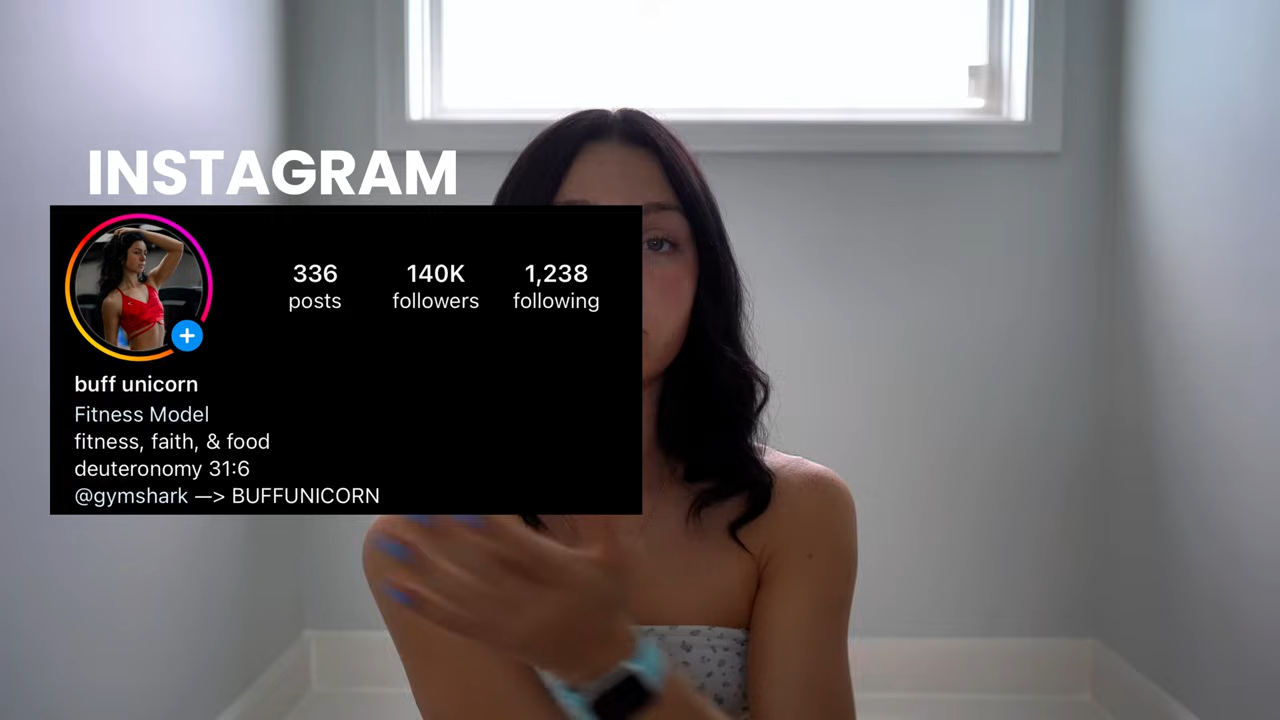 INSTAGRAM
336 140K 1,238
posts followers following
buff unicorn
Fitness Model
fitness, faith, & food
deuteronomy 31:6
@gymshark —> BUFFUNICORN